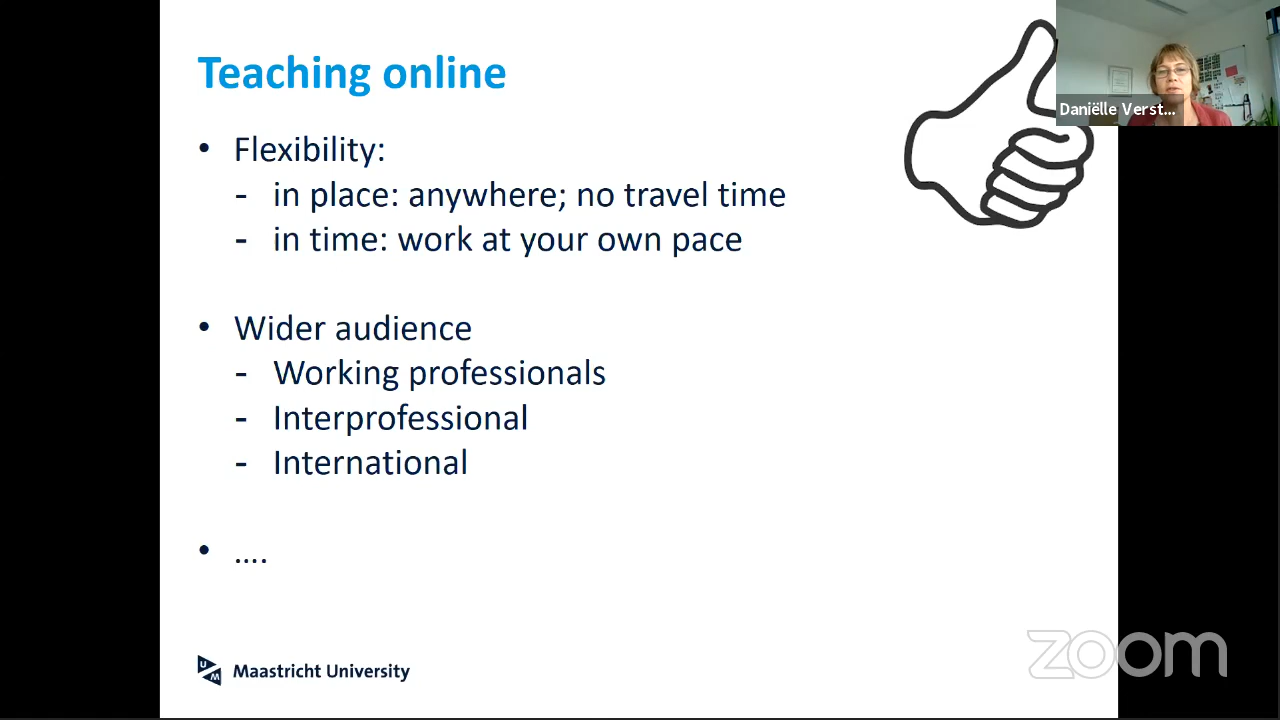 Teaching online
Daniëlle Verst...
• Flexibility:
- in place: anywhere; no travel time
- in time: work at your own pace
• Wider audience
- Working professionals
- Interprofessional
- International
• ....
UM
Maastricht University
zoom